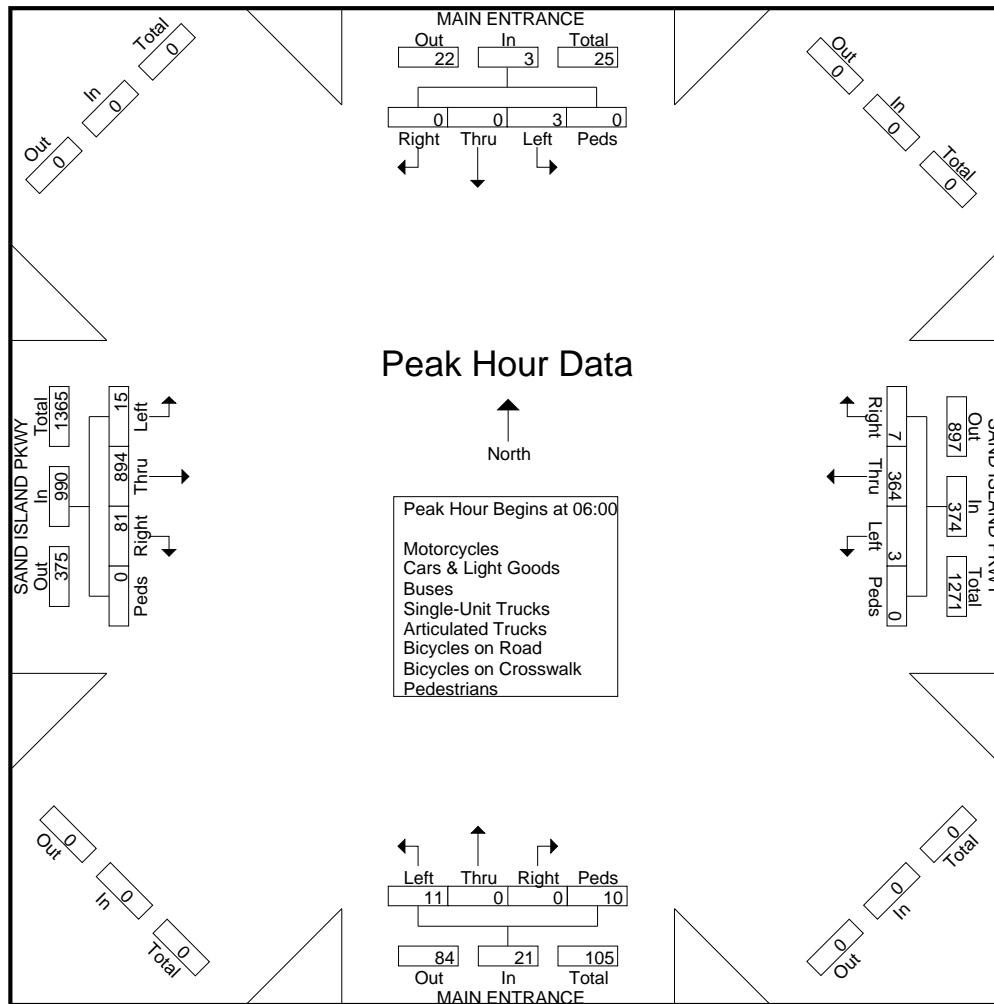 MAIN ENTRANCE
Out In Total
22 3 25
0 0 3 0
Right Thru Left Peds
Total
0
In
0
Out
0
Out
0
In
0
Total
0
Peak Hour Data
North
SAND ISLAND PKWY
Total In Out
1365 990 375
15 894 81 0
Left Thru Right Peds
Right Thru Left Peds
7 364 3 0
Out In Total
897 374 1271
SAND ISLAND PKWY
Peak Hour Begins at 06:00
Motorcycles
Cars & Light Goods
Buses
Single-Unit Trucks
Articulated Trucks
Bicycles on Road
Bicycles on Crosswalk
Pedestrians
0
Out
0
In
0
Total
0
Total
0
In
0
Out
Left Thru Right Peds
11 0 0 10
84 21 105
Out In Total
MAIN ENTRANCE